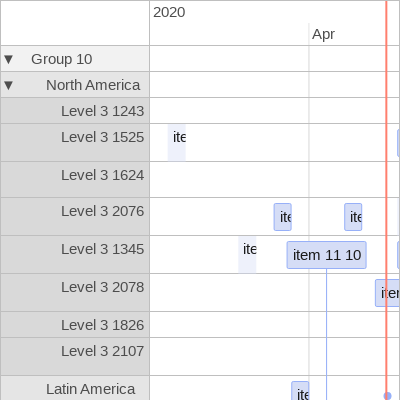 2020
Apr
▼ Group 10
▼ North America
Level 3 1243
Level 3 1525
ite
Level 3 1624
Level 3 2076
ite
ite
Level 3 1345
ite
item 11 10
Level 3 2078
iter
Level 3 1826
Level 3 2107
Latin America
ite